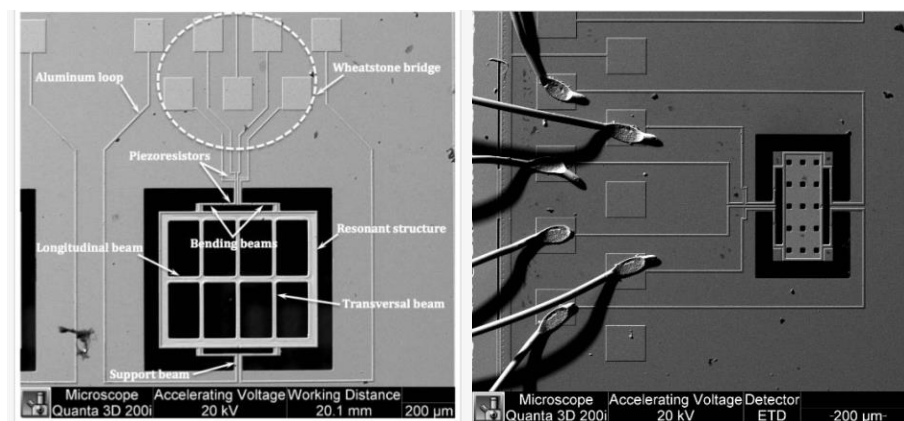 Aluminum loop
Wheatstone bridge
Piezoresistors
Longitudinal beam
Bending beams
Resonant structure
Transversal beam
Support beam
Microscope Accelerating Voltage Working Distance
Quanta 3D 200i 20 kV 20.1 mm 200 µm
Microscope Accelerating Voltage Detector
Quanta 3D 200i 20 kV ETD -200 µm-